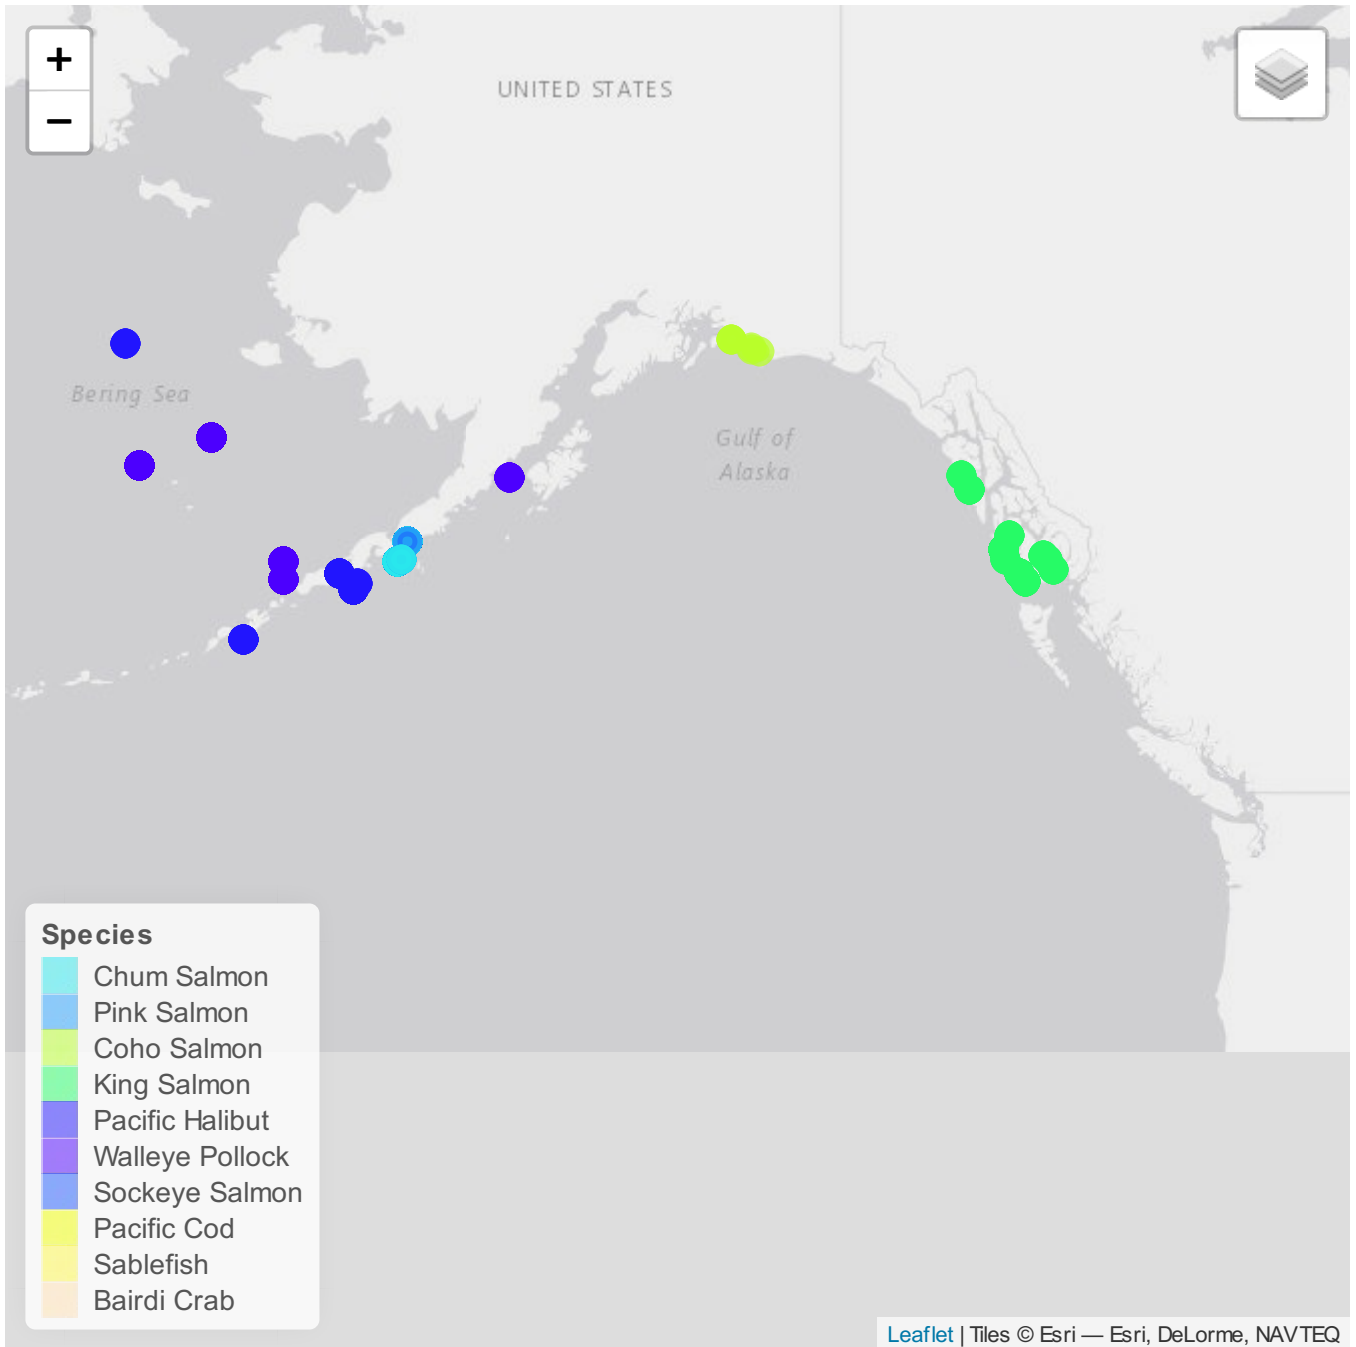 +
−
UNITED STATES
Bering Sea
Gulf of
Alaska
Species
Chum Salmon
Pink Salmon
Coho Salmon
King Salmon
Pacific Halibut
Walleye Pollock
Sockeye Salmon
Pacific Cod
Sablefish
Bairdi Crab
Leaflet | Tiles © Esri — Esri, DeLorme, NAVTEQ